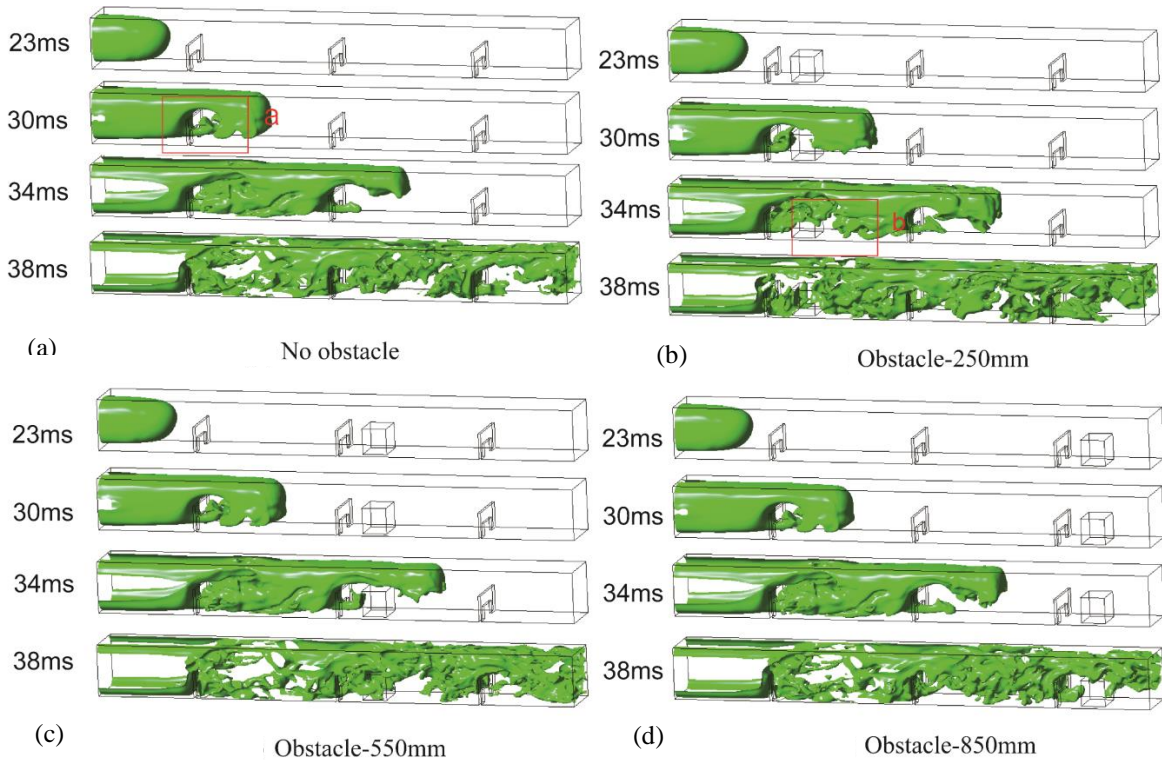 23ms
30ms
a
34ms
38ms
(a)
No obstacle
23ms
30ms
34ms
b
38ms
(b)
Obstacle-250mm
23ms
30ms
34ms
38ms
(c)
Obstacle-550mm
23ms
30ms
34ms
38ms
(d)
Obstacle-850mm